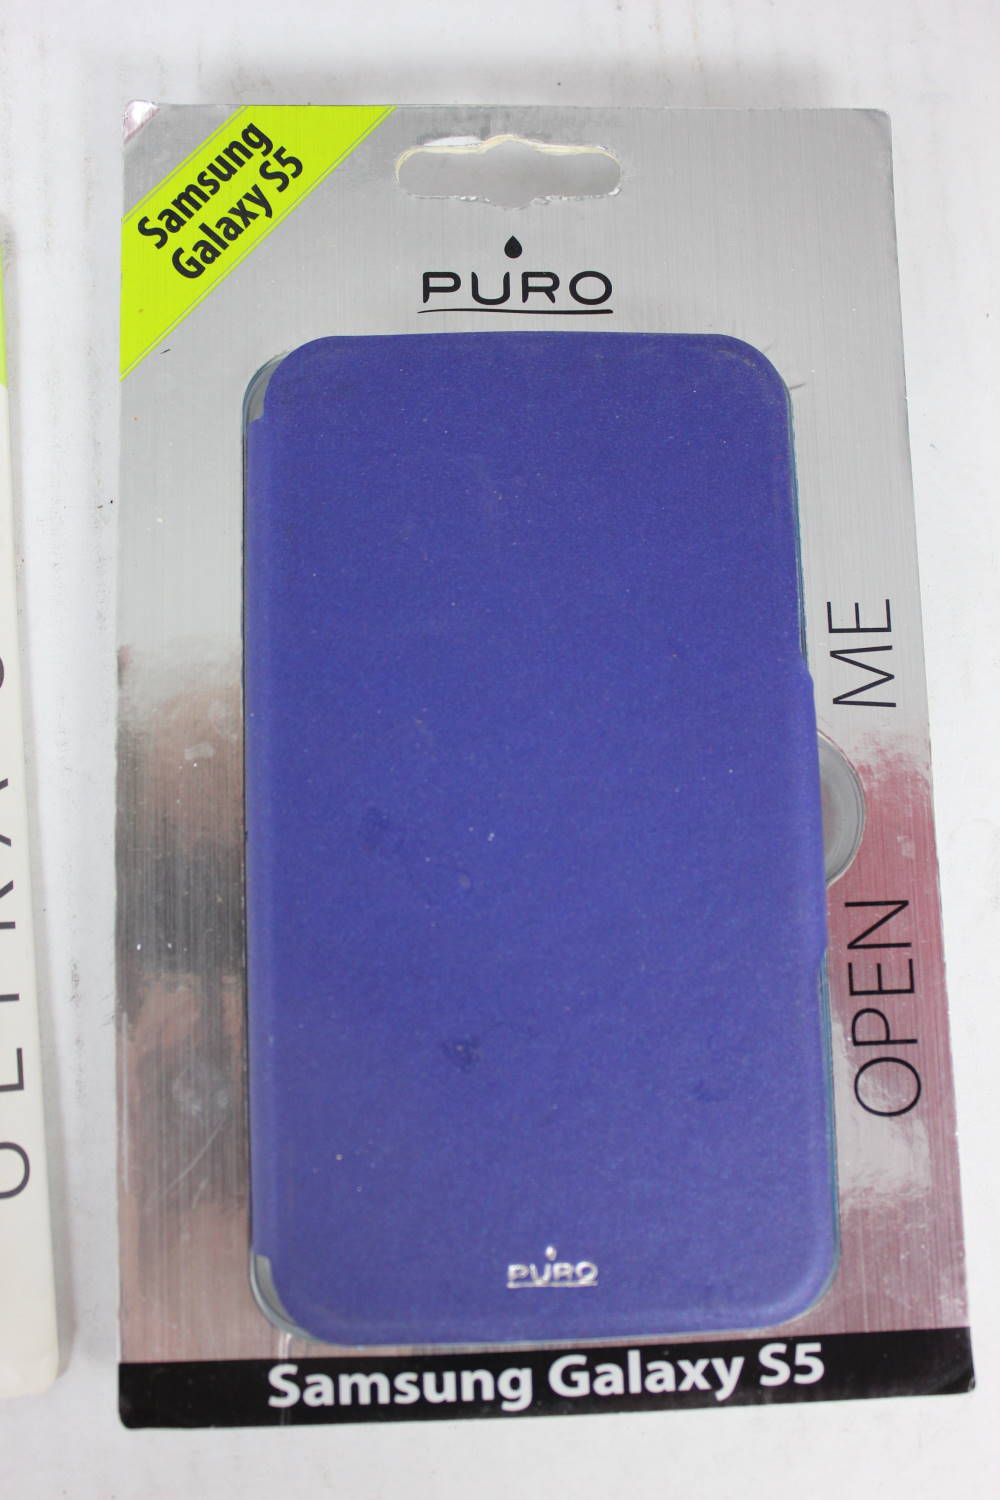 Samsung
Galaxy S5
PURO
OPEN ME
PURO
Samsung Galaxy S5